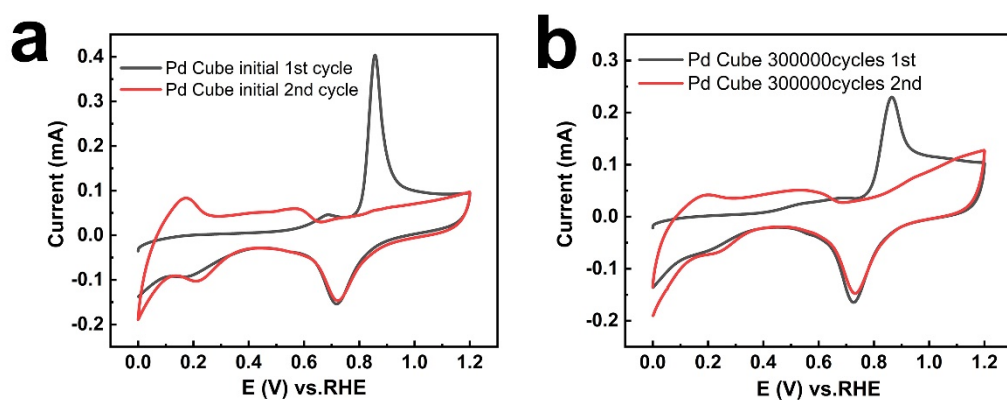 a
Pd Cube initial 1st cycle
Pd Cube initial 2nd cycle
Current (mA)
0.4
0.3
0.2
0.1
0.0
-0.1
-0.2
0.0 0.2 0.4 0.6 0.8 1.0 1.2
E (V) vs.RHE
b
Pd Cube 300000cycles 1st
Pd Cube 300000cycles 2nd
Current (mA)
0.3
0.2
0.1
0.0
-0.1
-0.2
0.0 0.2 0.4 0.6 0.8 1.0 1.2
E (V) vs.RHE